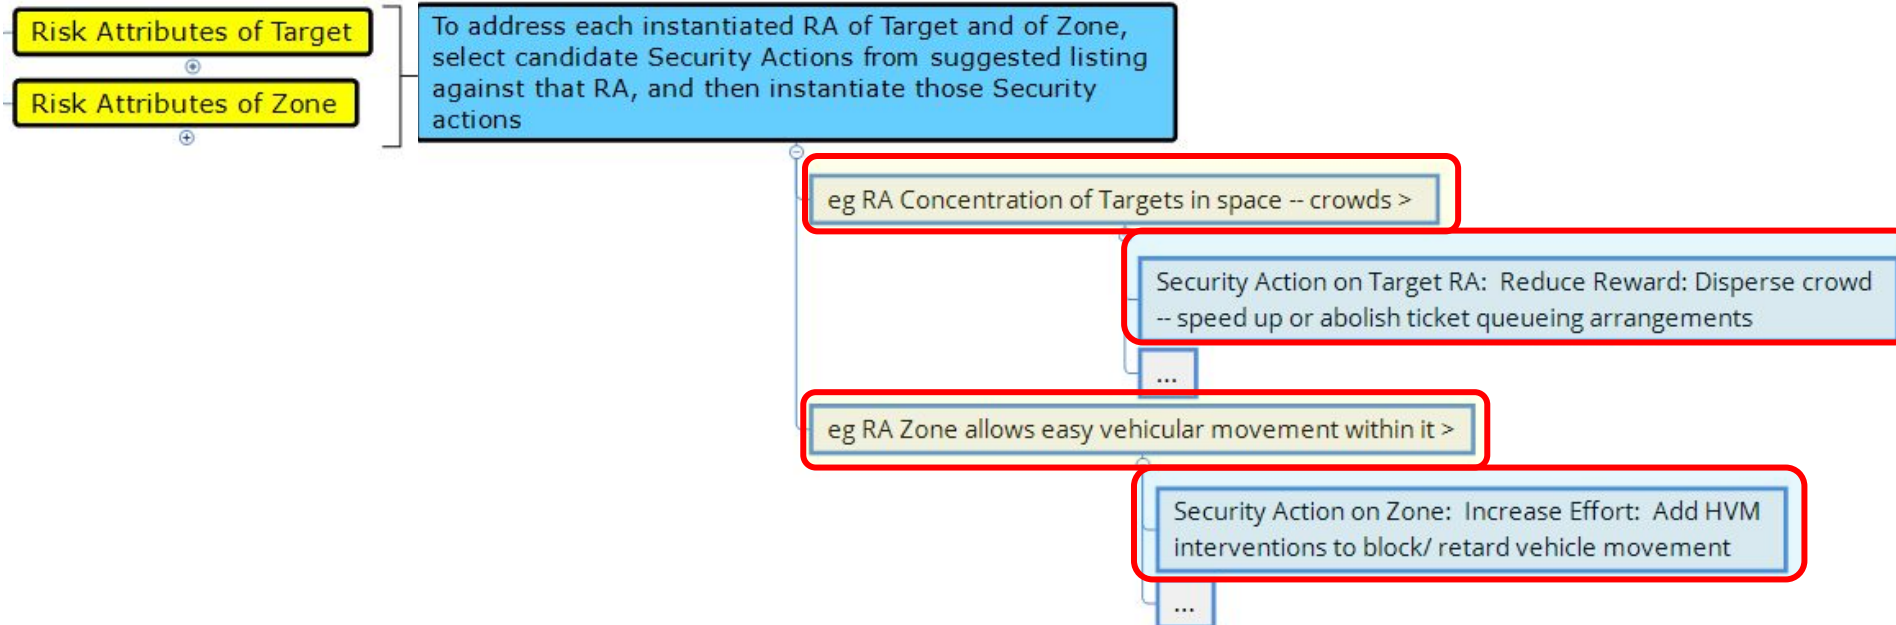 Risk Attributes of Target
Risk Attributes of Zone
To address each instantiated RA of Target and of Zone,
select candidate Security Actions from suggested listing
against that RA, and then instantiate those Security
actions
eg RA Concentration of Targets in space -- crowds >
Security Action on Target RA:  Reduce Reward: Disperse crowd
-- speed up or abolish ticket queueing arrangements
...
eg RA Zone allows easy vehicular movement within it >
Security Action on Zone:  Increase Effort:  Add HVM
interventions to block/ retard vehicle movement
...